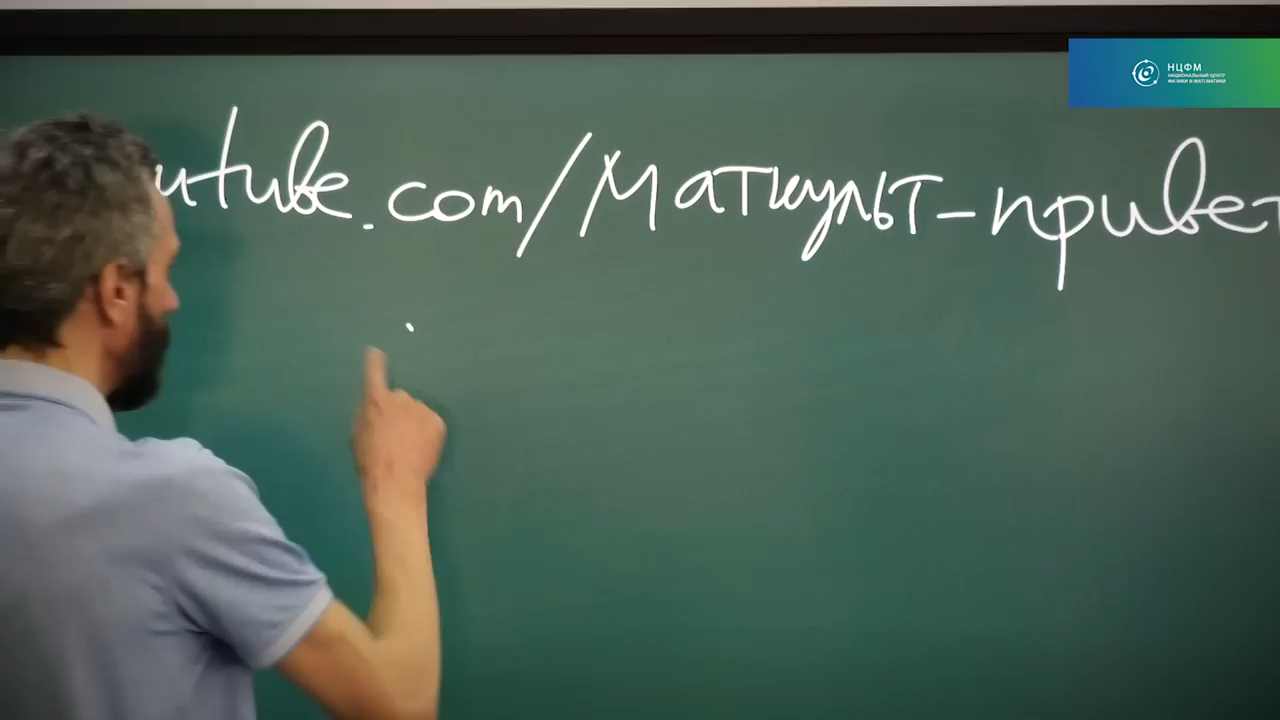 utube.com/Маткульт-привет
НЦФМ
НАЦИОНАЛЬНЫЙ ЦЕНТР
ФИЗИКИ И МАТЕМАТИКИ